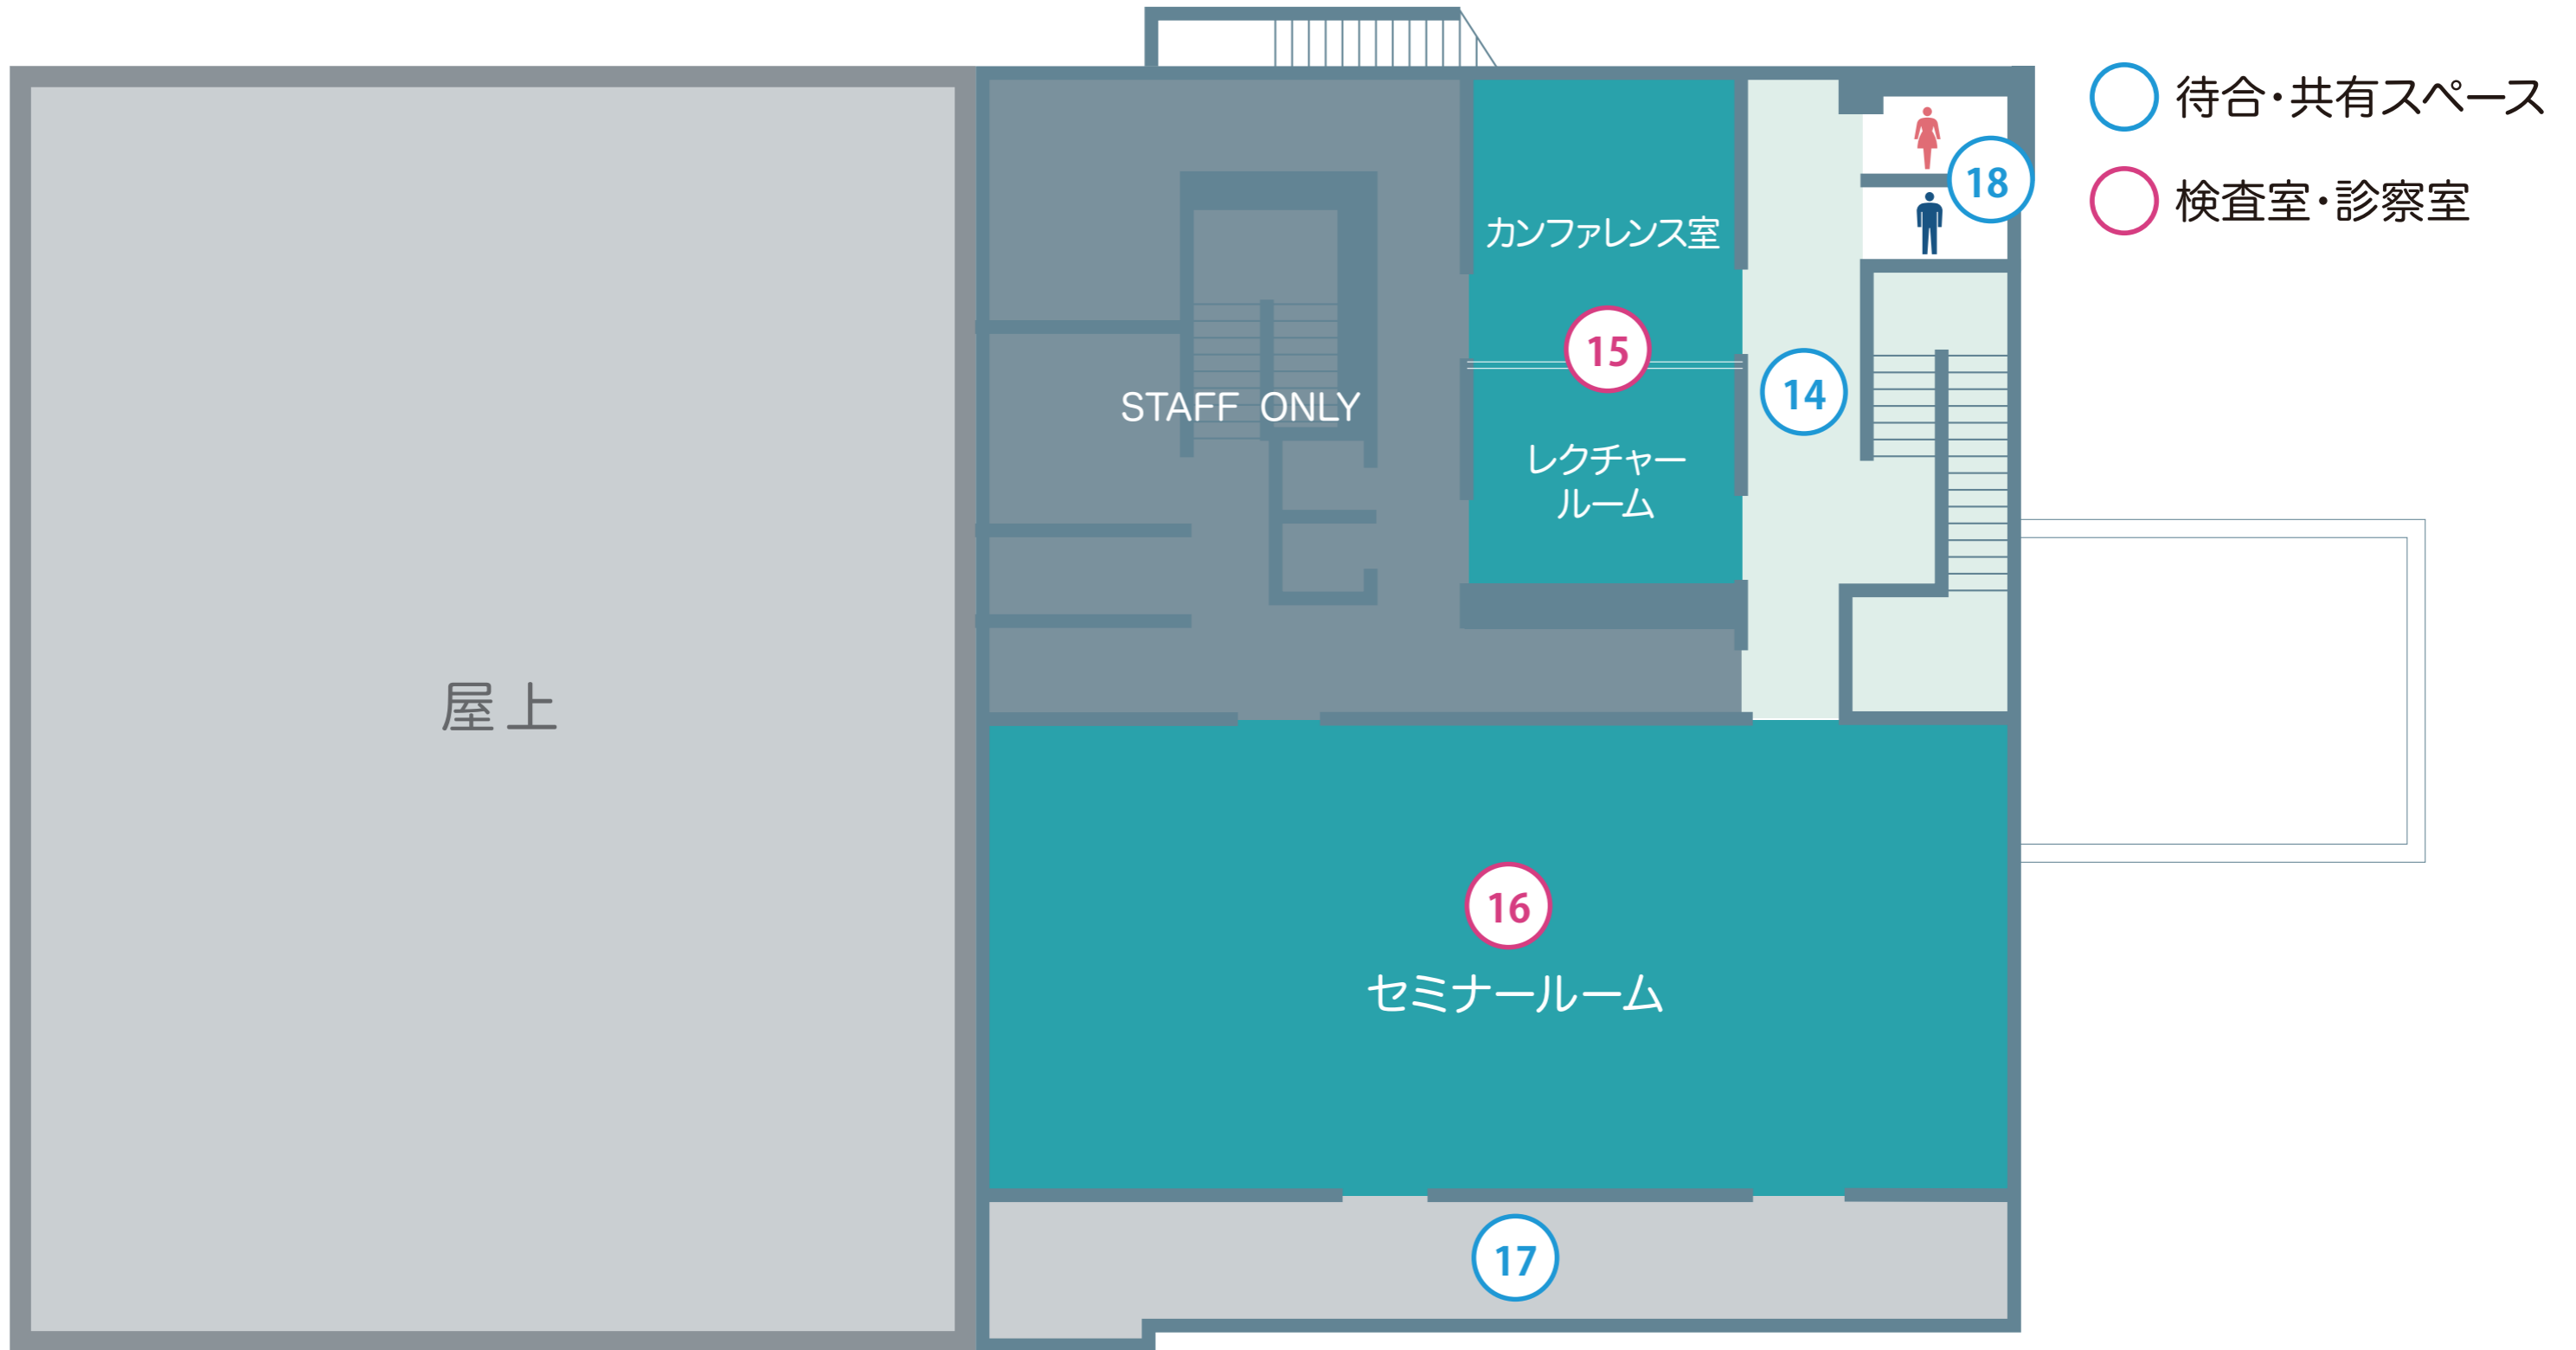 待合・共有スペース
検査室・診察室
18
カンファレンス室
15
14
STAFF ONLY
レクチャー
ルーム
屋上
16
セミナールーム
17